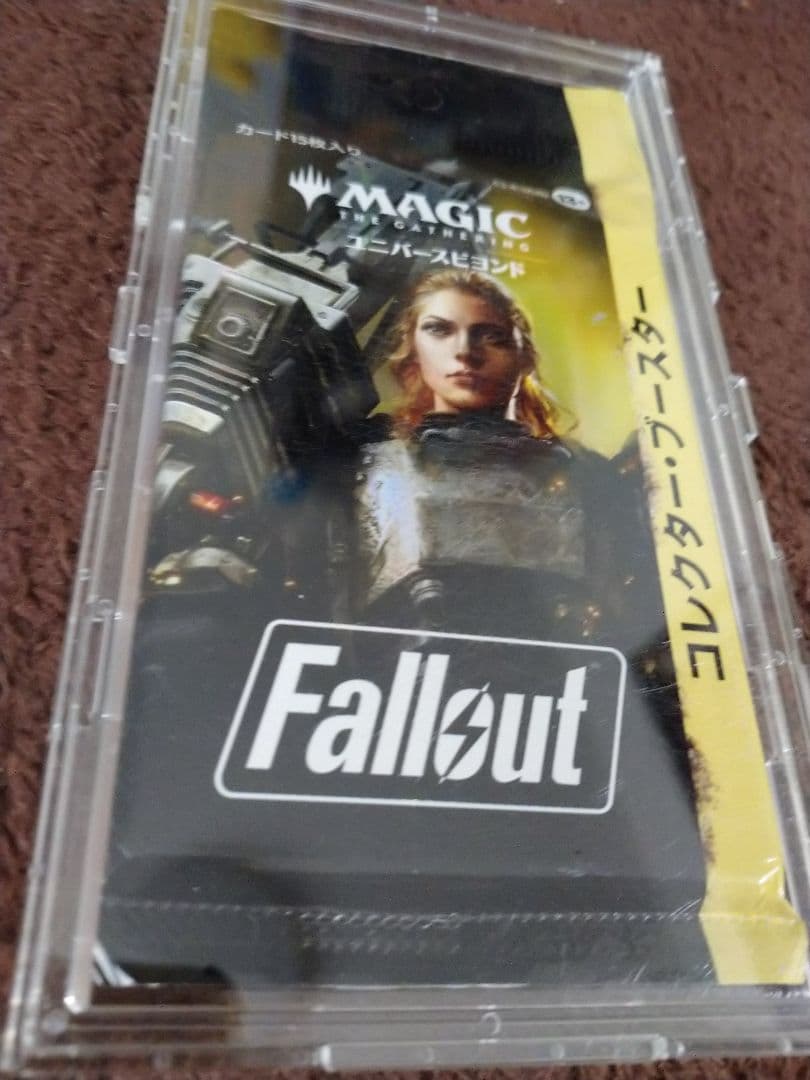 カード15枚入り
13+
MAGIC
THE GATHERING
ユニバースビヨンド
コレクター・ブースター
Fallout